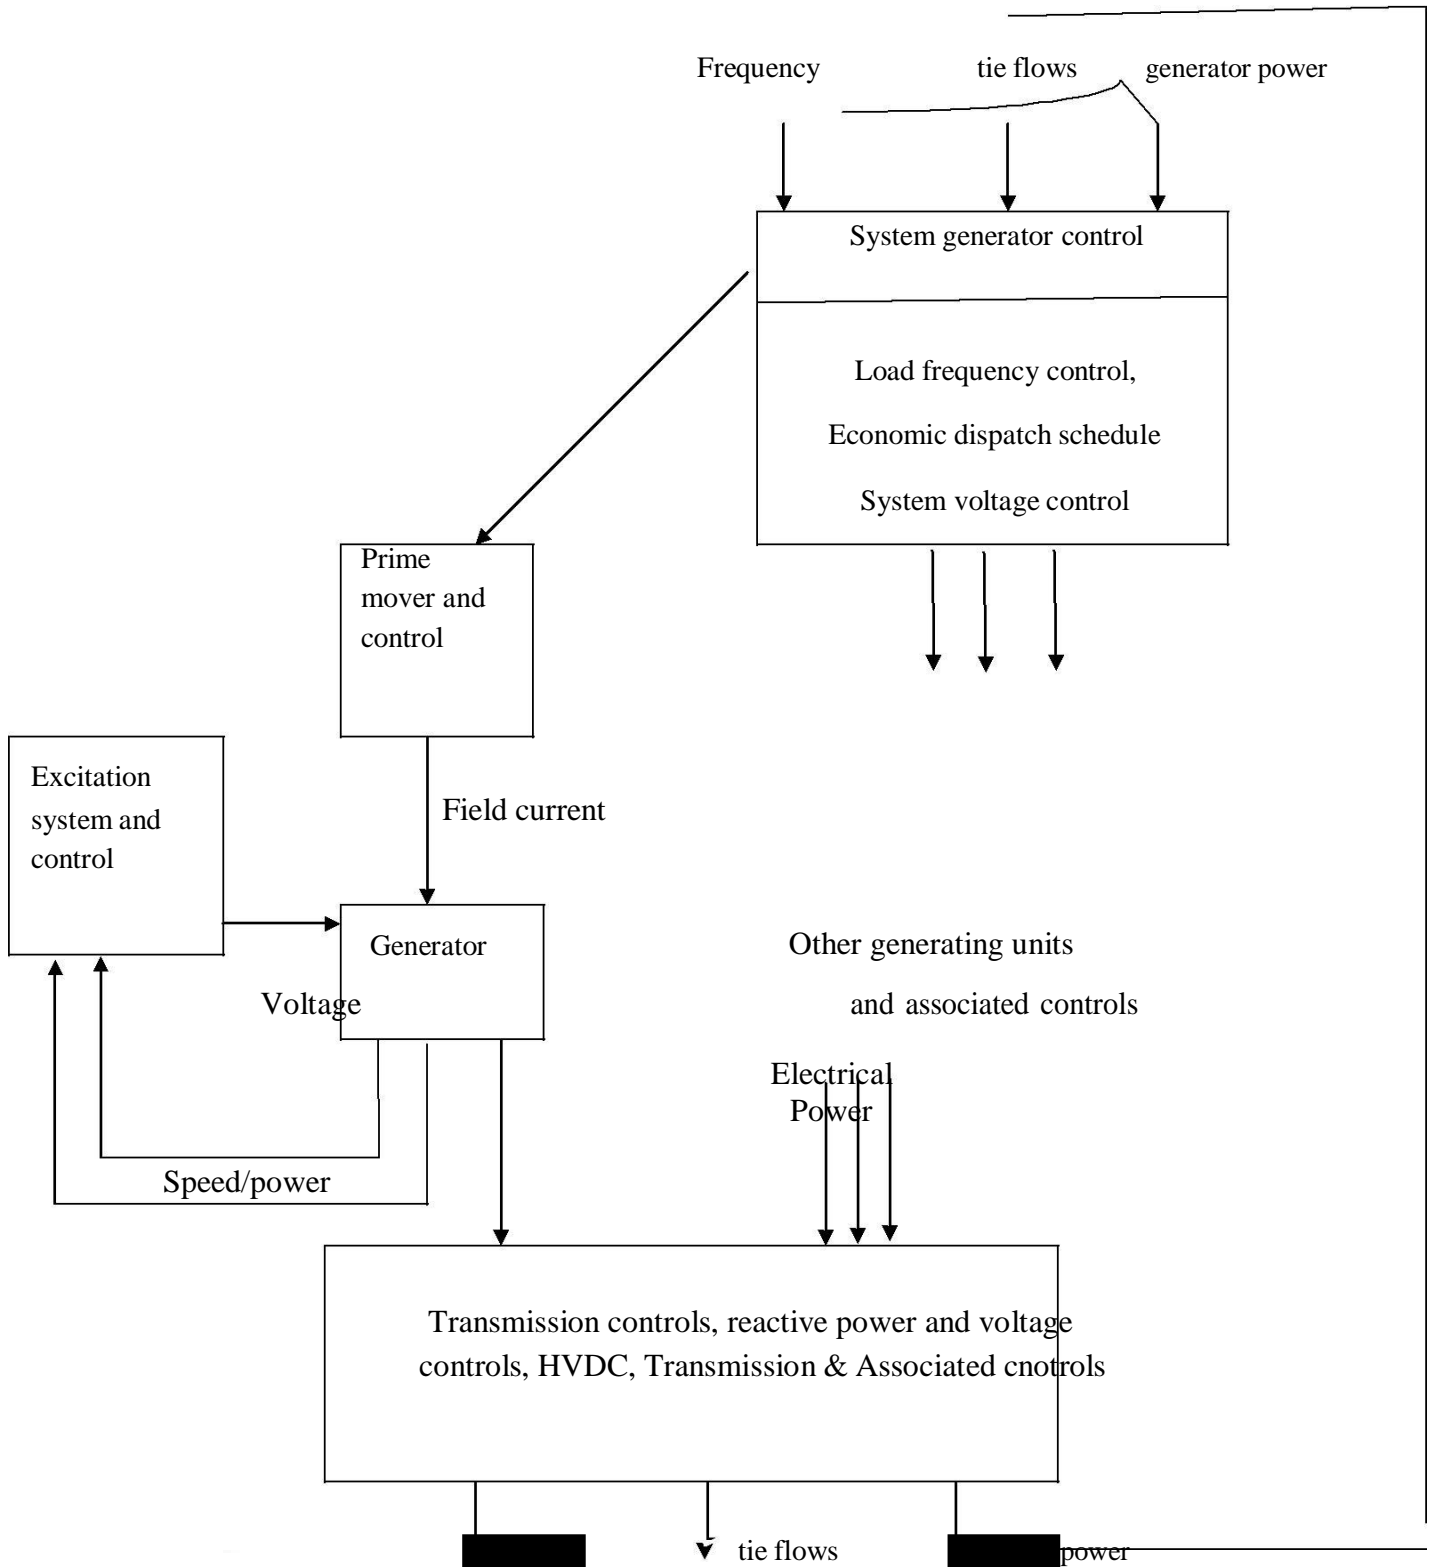 Frequency tie flows generator power
System generator control
Load frequency control,
Economic dispatch schedule
System voltage control
Prime
mover and
control
Excitation
system and
control
Field current
Generator
Voltage
Other generating units
and associated controls
Electrical
Power
Speed/power
Transmission controls, reactive power and voltage
controls, HVDC, Transmission & Associated cnotrols
tie flows power